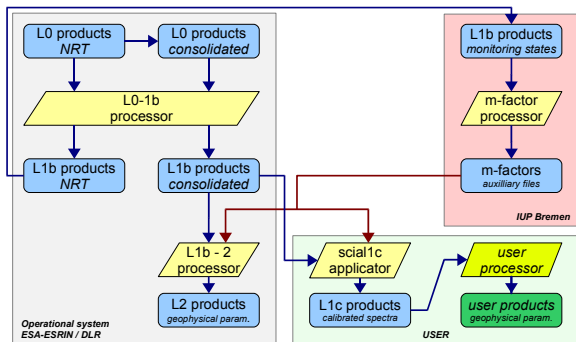 L0 products
NRT
L0 products
consolidated
L1b products
monitoring states
L0-1b
processor
m-factor
processor
L1b products
NRT
L1b products
consolidated
m-factors
auxilliary files
IUP Bremen
L1b - 2
processor
scial1c
applicator
user
processor
L2 products
geophysical param.
L1c products
calibrated spectra
user products
geophysical param.
Operational system
ESA-ESRIN / DLR
USER